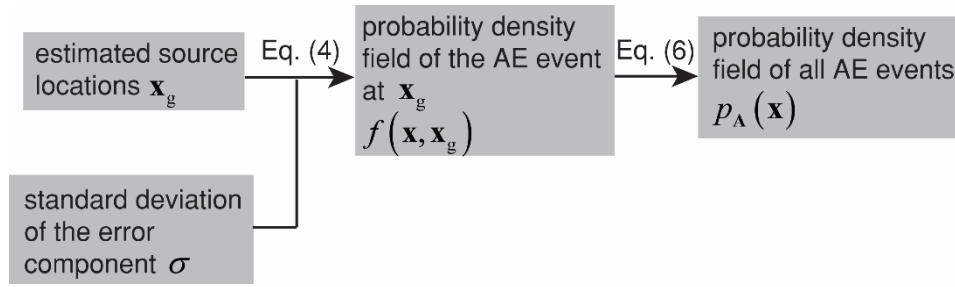 estimated source
locations x_g
Eq. (4)
probability density
field of the AE event
at x_g
f(x, x_g)
Eq. (6)
probability density
field of all AE events
p_A(x)
standard deviation
of the error
component σ